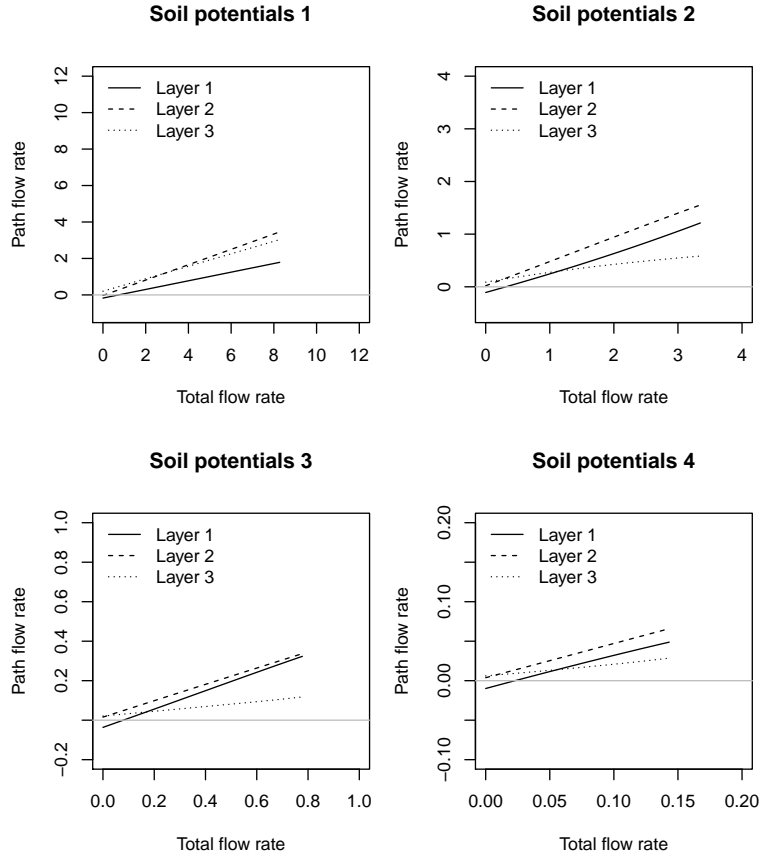 Soil potentials 1
12
10
8
6
4
2
0
Path flow rate
Layer 1
Layer 2
Layer 3
0 2 4 6 8 10 12
Total flow rate
Soil potentials 2
4
3
2
1
0
Path flow rate
Layer 1
Layer 2
Layer 3
0 1 2 3 4
Total flow rate
Soil potentials 3
1.0
0.8
0.6
0.4
0.2
−0.2
Path flow rate
Layer 1
Layer 2
Layer 3
0.0 0.2 0.4 0.6 0.8 1.0
Total flow rate
Soil potentials 4
0.20
0.10
0.00
−0.10
Path flow rate
Layer 1
Layer 2
Layer 3
0.00 0.05 0.10 0.15 0.20
Total flow rate